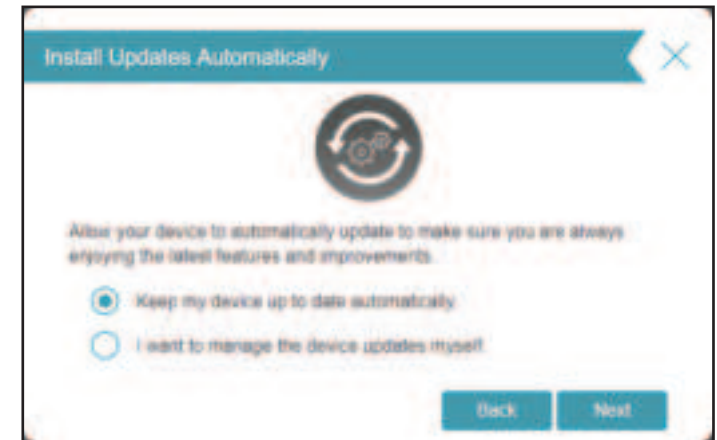 Install Updates Automatically
Allow your device to automatically update to make sure you are always
enjoying the latest features and improvements.
Keep my device up to date automatically.
I want to manage the device updates myself.
Back
Next